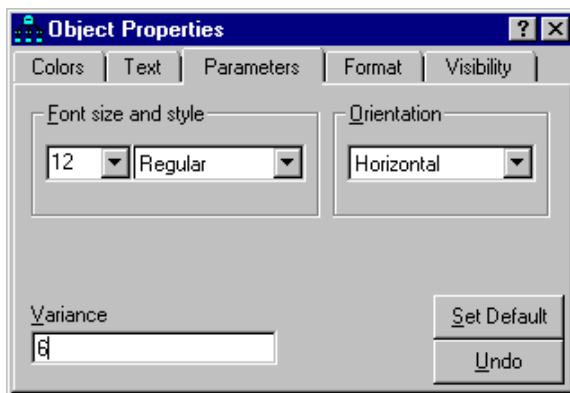 Object Properties ? X
Colors Text Parameters Format Visibility
Font size and style Orientation
12 Regular Horizontal
Variance
6
Set Default
Undo